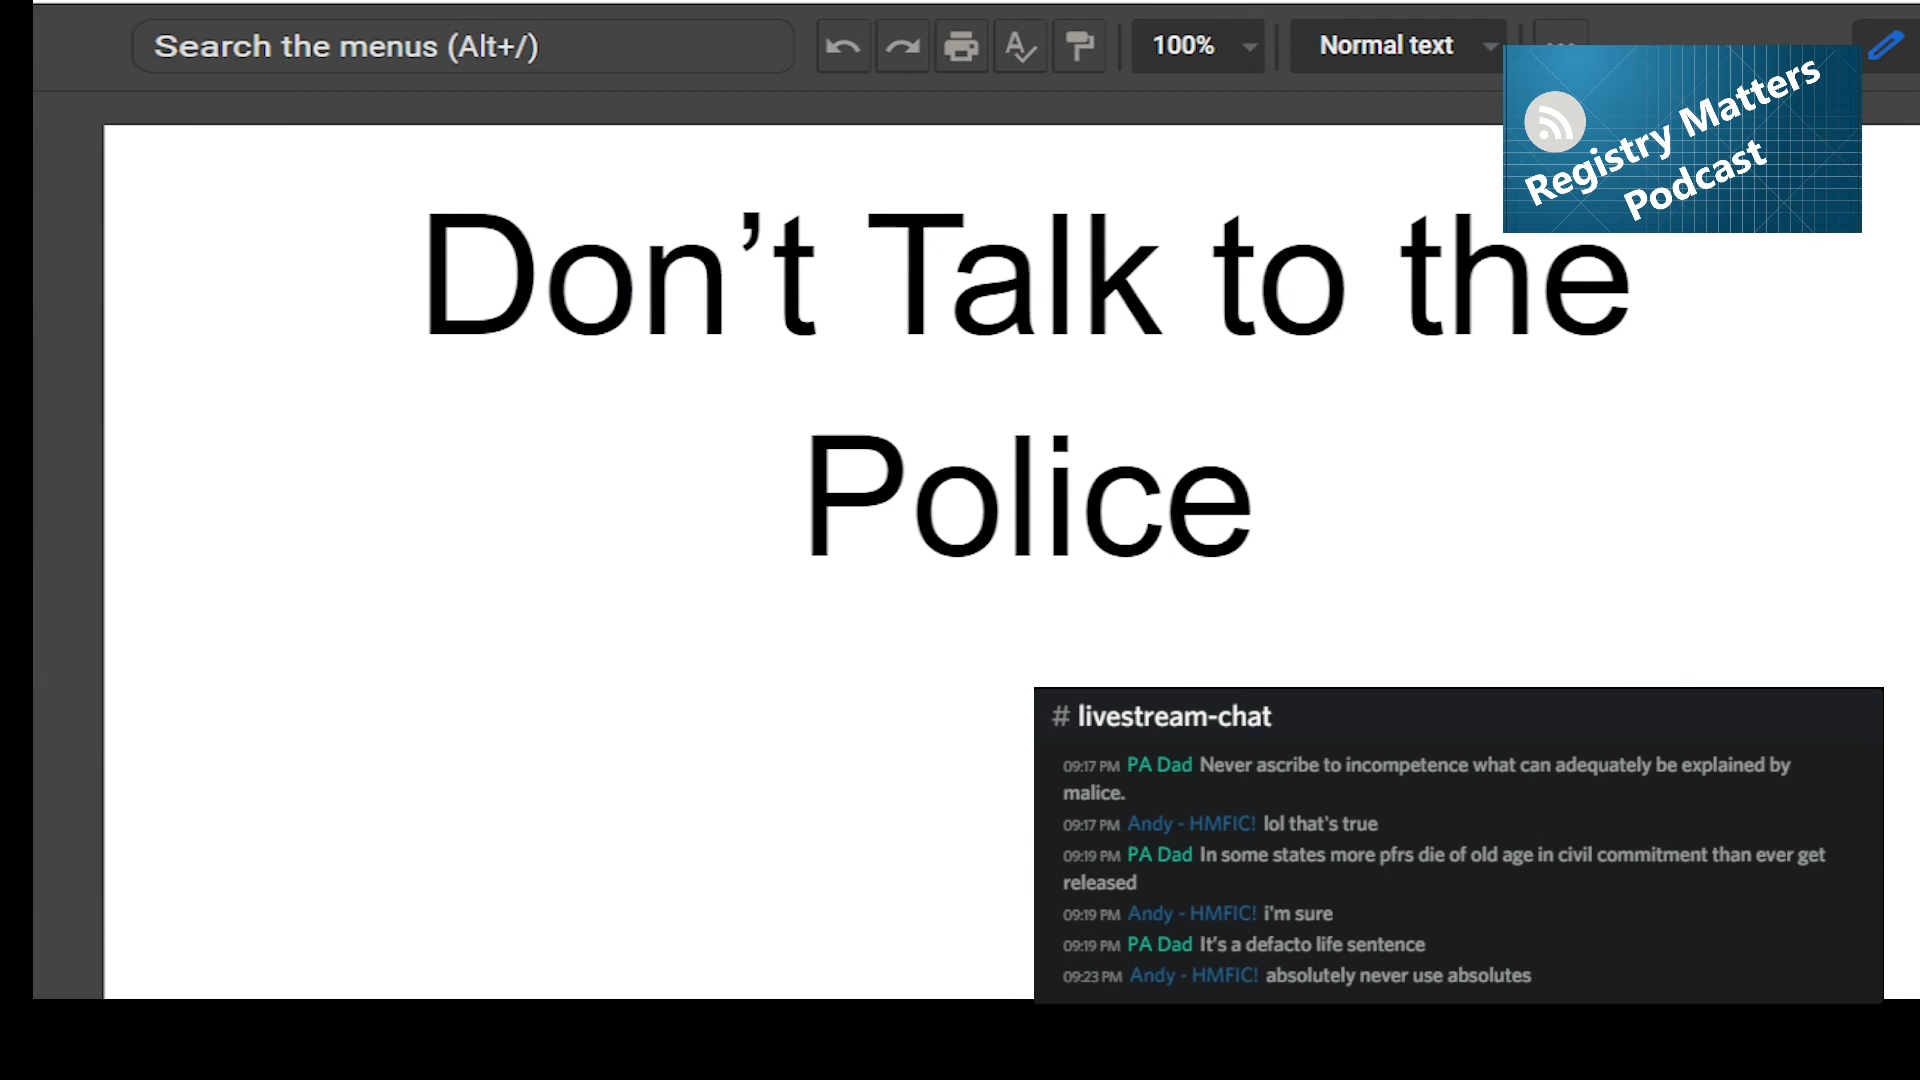 Search the menus (Alt+/)
100%
Normal text
Registry Matters
Podcast
Don’t Talk to the
Police
# livestream-chat
09:17 PM PA Dad Never ascribe to incompetence what can adequately be explained by
malice.
09:17 PM Andy - HMFIC! lol that's true
09:19 PM PA Dad In some states more pfrs die of old age in civil commitment than ever get
released
09:19 PM Andy - HMFIC! i'm sure
09:19 PM PA Dad It’s a defacto life sentence
09:23 PM Andy - HMFIC! absolutely never use absolutes